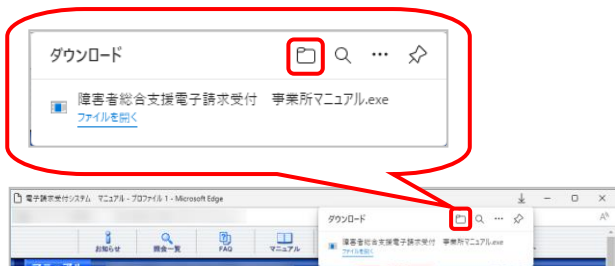 ダウンロード
障害者総合支援電子請求受付　事業所マニュアル.exe
ファイルを開く
電子請求受付システム　マニュアル - プロファイル 1 - Microsoft Edge
ダウンロード
障害者総合支援電子請求受付　事業所マニュアル.exe
ファイルを開く
お知らせ
照会一覧
FAQ
マニュアル
マニュアル